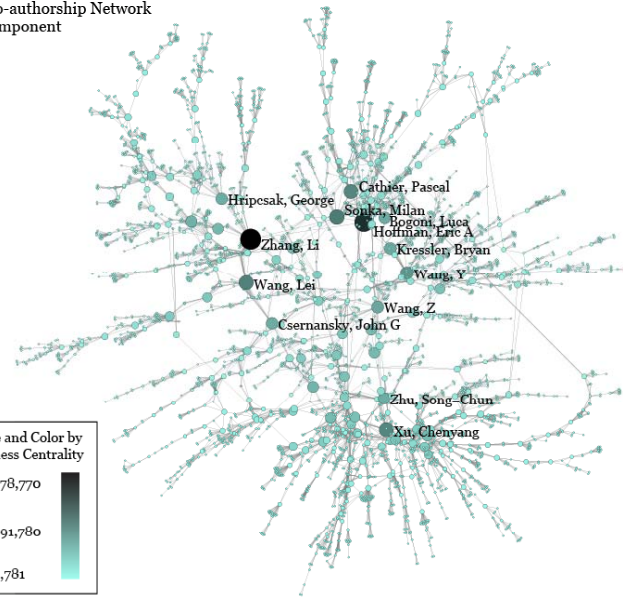 o-authorship Network
mponent
Cathier, Pascal
Hripcsak, George
Sonka, Milan
Bogoni, Luca
Hoffman, Eric A
Zhang, Li
Kressler, Bryan
Wang, Y
Wang, Lei
Wang, Z
Csernansky, John G
Zhu, Song-Chun
Xu, Chenyang
e and Color by
ess Centrality
78,770
91,780
,781